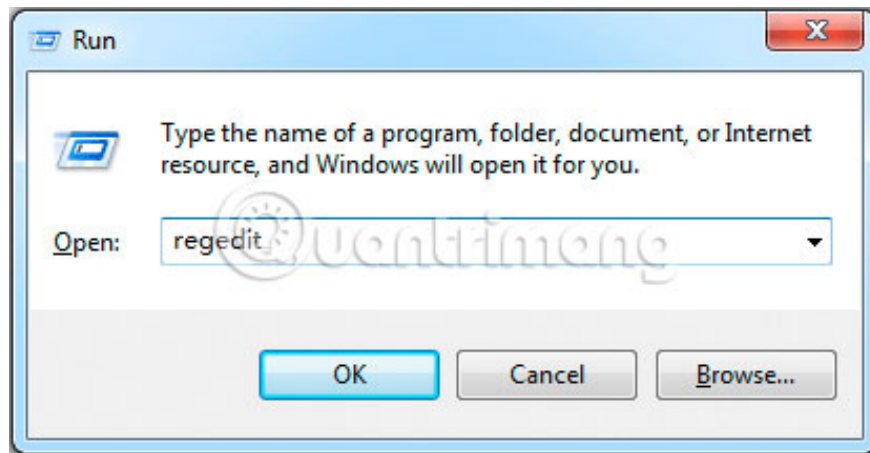 Run
Type the name of a program, folder, document, or Internet
resource, and Windows will open it for you.
Open:
regedit
Quantrimang
OK
Cancel
Browse...